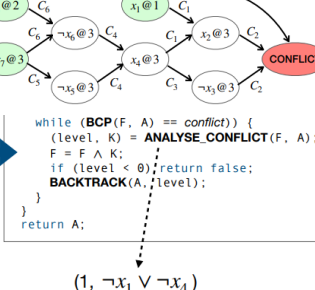 @2
C₆
x₁@1
C₁
C₆
¬x₆@3
C₄
C₁
x₂@3
C₂
7@3
x₄@3
CONFLICT
C₅
¬x₅@3
C₄
C₃
¬x₃@3
C₂
while (BCP(F, A) == conflict)) {
(level, K) = ANALYSE_CONFLICT(F, A);
F = F ∧ K;
if (level < 0) return false;
BACKTRACK(A, level);
}
}
return A;
(1, ¬x₁ ∨ ¬x₄)